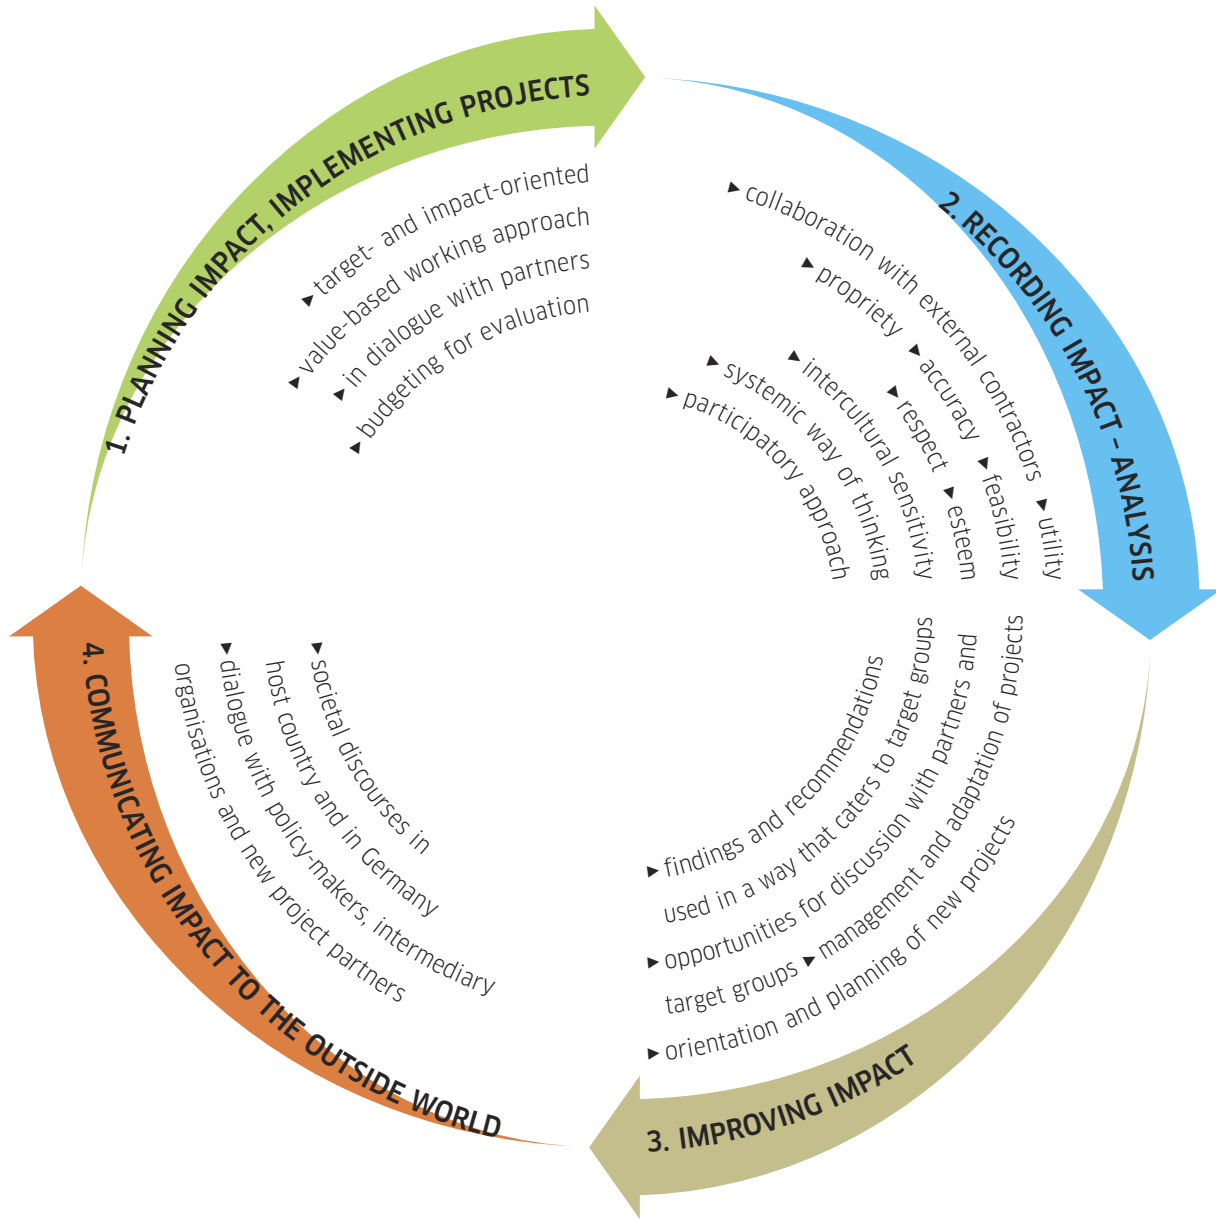 1. PLANNING IMPACT, IMPLEMENTING PROJECTS
▶ target- and impact-oriented
▶ value-based working approach
▶ in dialogue with partners
▶ budgeting for evaluation
2. RECORDING IMPACT – ANALYSIS
▶ collaboration with external contractors ▶ utility
▶ propriety ▶ accuracy ▶ feasibility
▶ respect ▶ esteem
▶ intercultural sensitivity
▶ systemic way of thinking
▶ participatory approach
3. IMPROVING IMPACT
▶ findings and recommendations
used in a way that caters to target groups
▶ opportunities for discussion with partners and
target groups ▶ management and adaptation of projects
▶ orientation and planning of new projects
4. COMMUNICATING IMPACT TO THE OUTSIDE WORLD
▶ societal discourses in
host country and in Germany
▶ dialogue with policy-makers, intermediary
organisations and new project partners